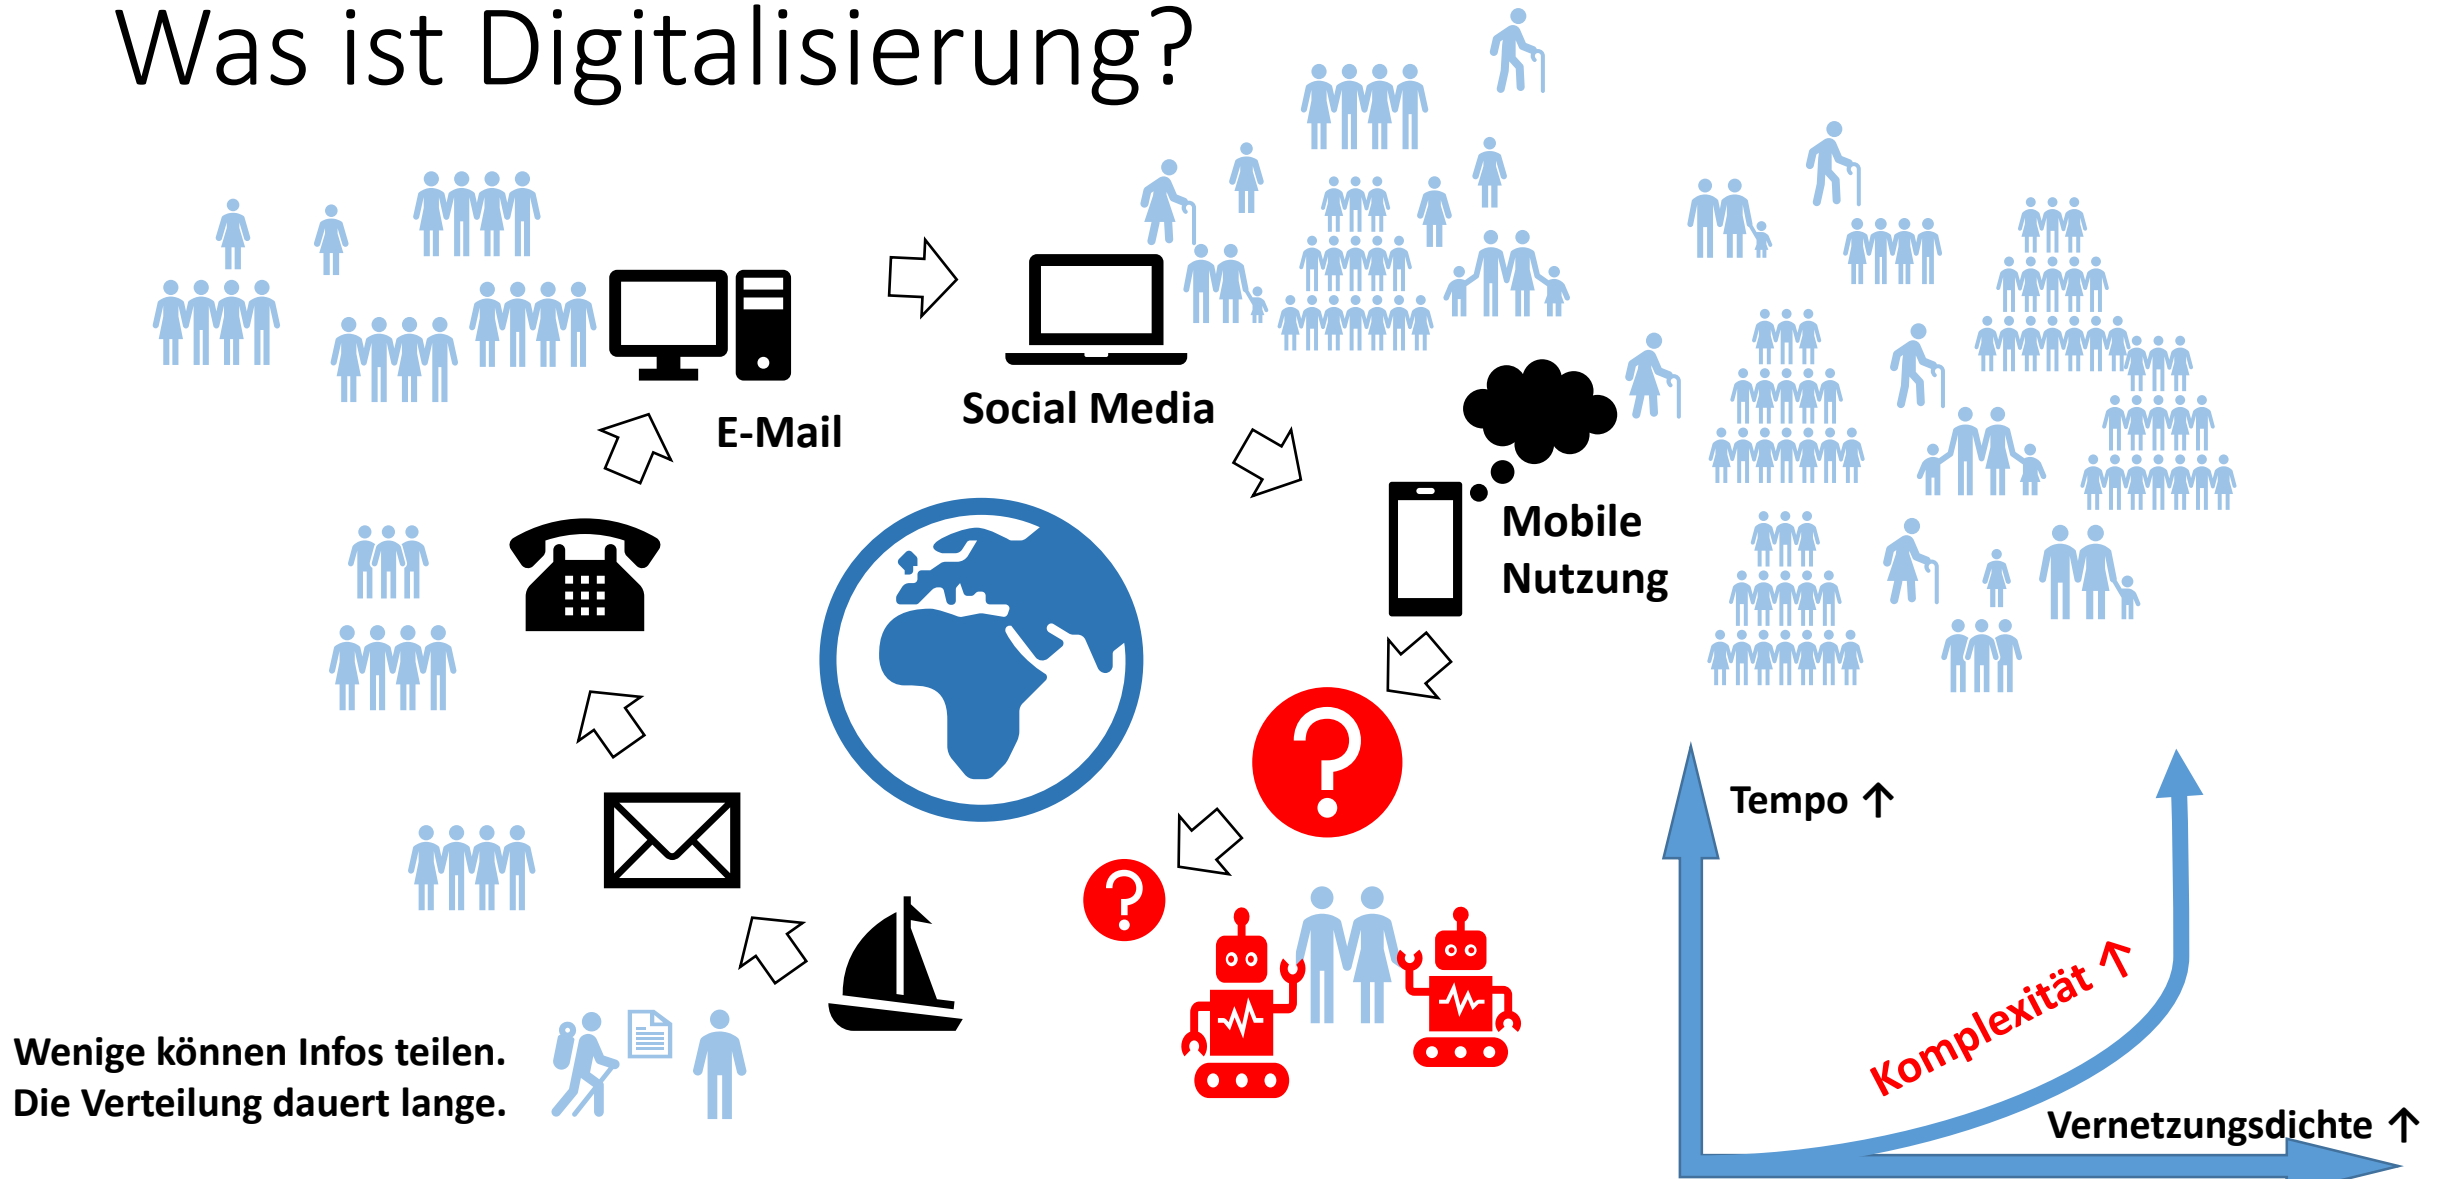 Was ist Digitalisierung?
E-Mail
Social Media
Mobile
Nutzung
?
?
Wenige können Infos teilen.
Die Verteilung dauert lange.
Tempo ↑
Komplexität ↑
Vernetzungsdichte ↑